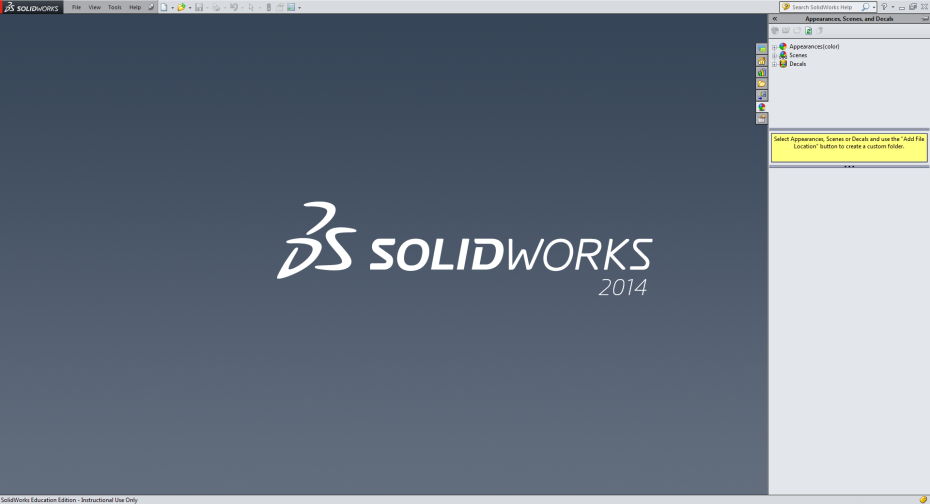 SOLIDWORKS File View Tools Help Search SolidWorks Help
Appearances, Scenes, and Decals
Appearances(color)
Scenes
Decals
Select Appearances, Scenes or Decals and use the "Add File
Location" button to create a custom folder.
SOLIDWORKS
2014
SolidWorks Education Edition - Instructional Use Only